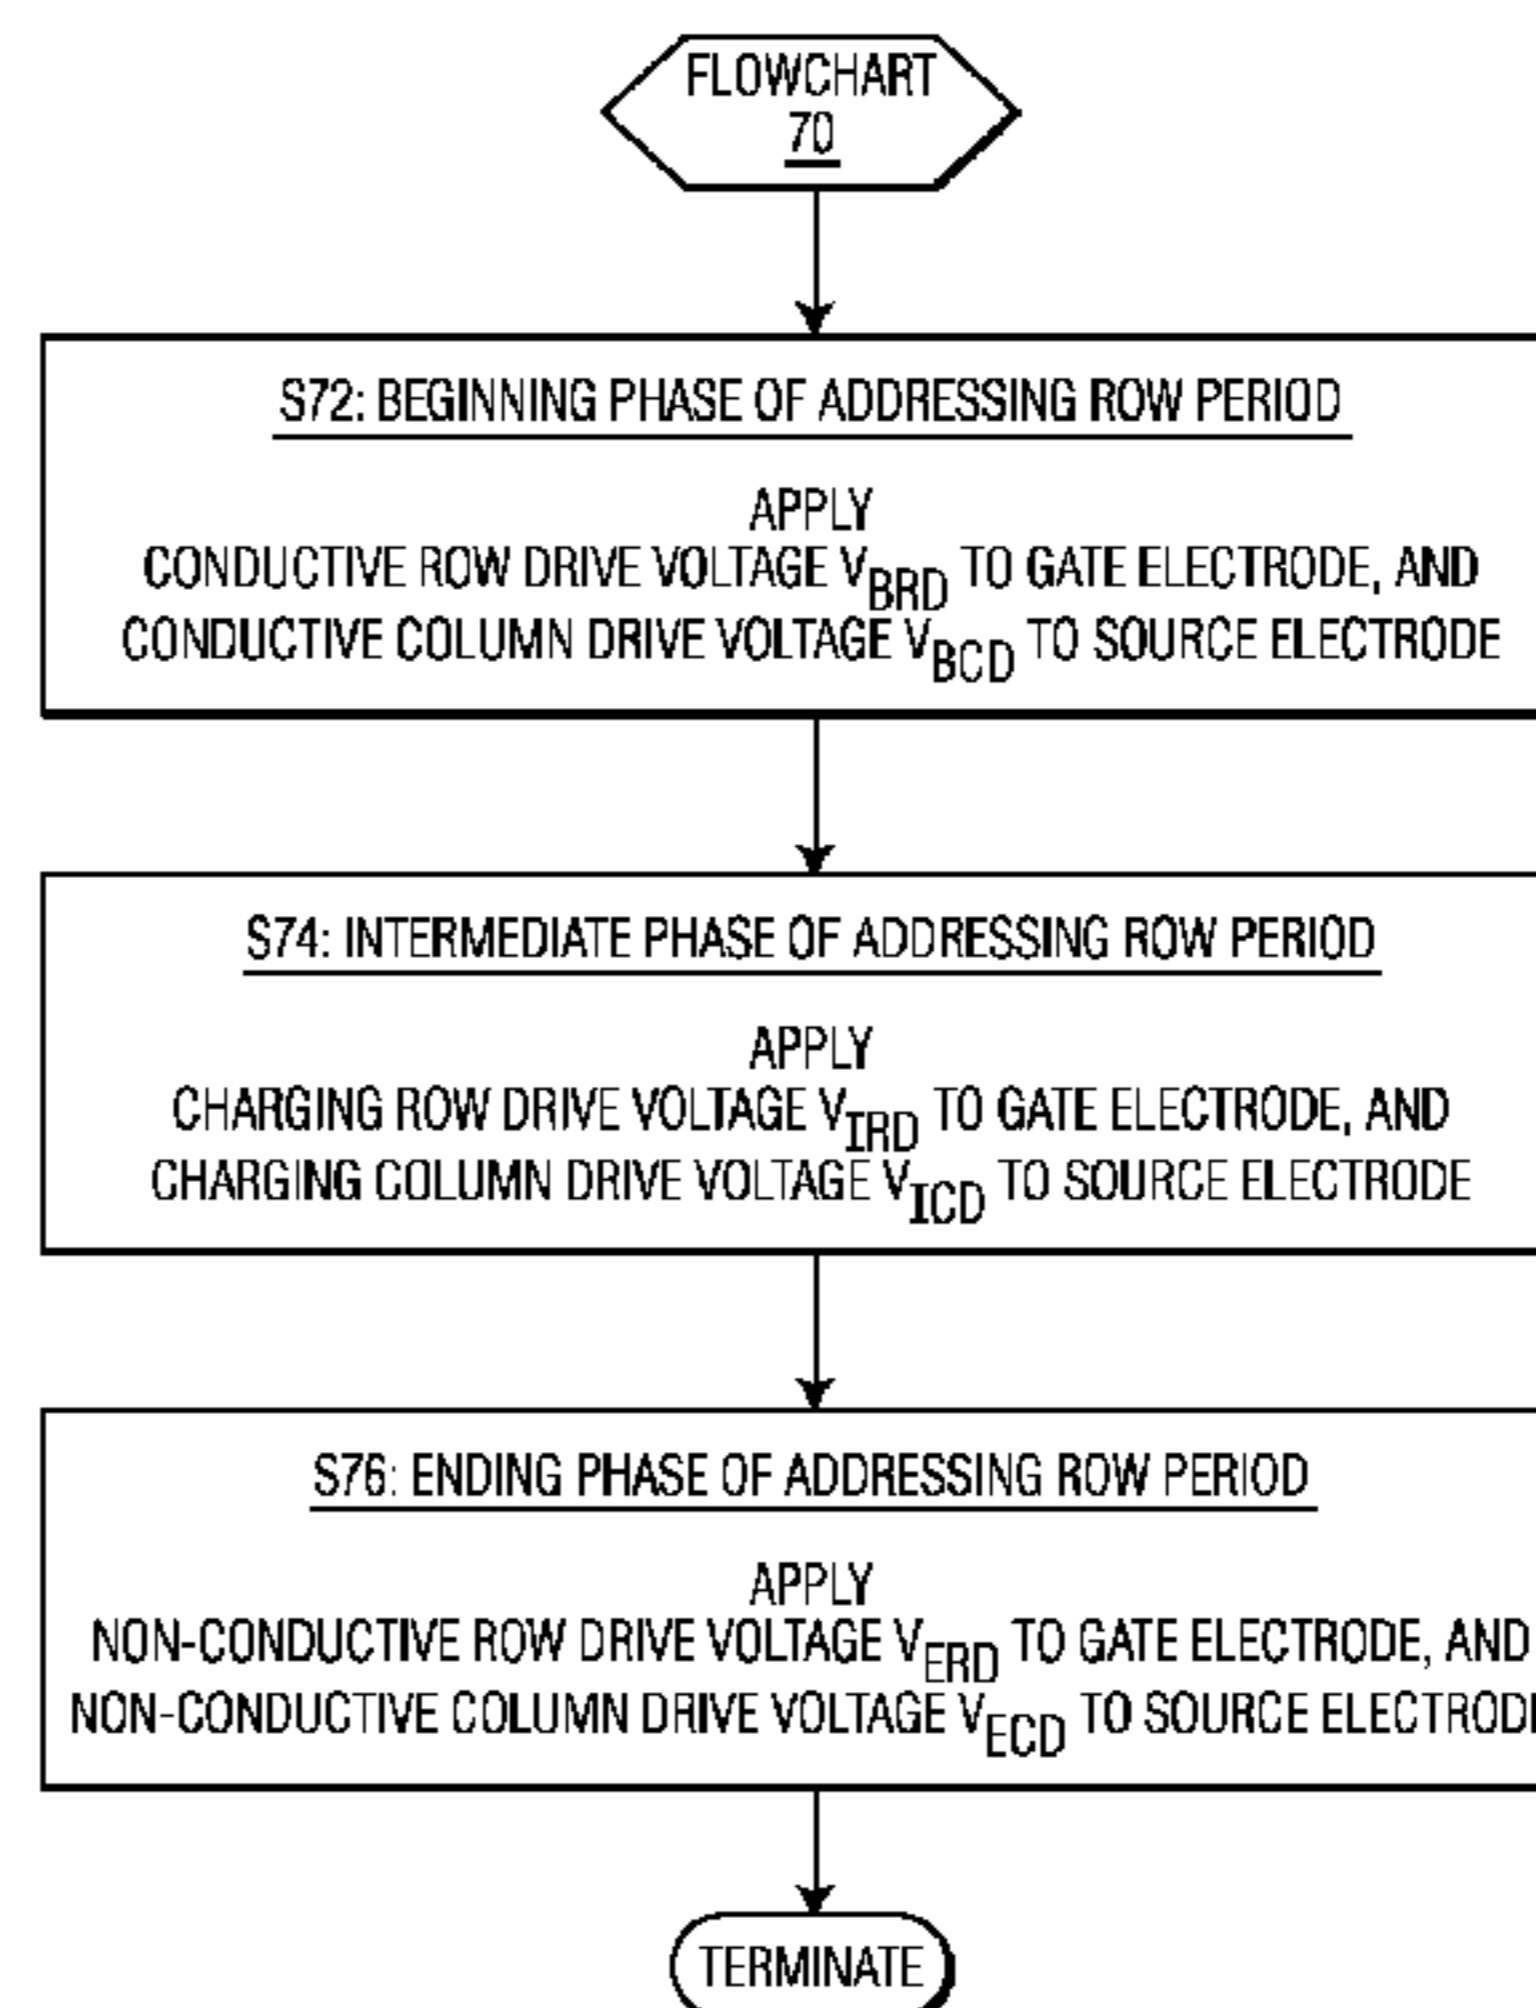 FLOWCHART
70
S72: BEGINNING PHASE OF ADDRESSING ROW PERIOD
APPLY
CONDUCTIVE ROW DRIVE VOLTAGE VBRD TO GATE ELECTRODE, AND
CONDUCTIVE COLUMN DRIVE VOLTAGE VBCD TO SOURCE ELECTRODE
S74: INTERMEDIATE PHASE OF ADDRESSING ROW PERIOD
APPLY
CHARGING ROW DRIVE VOLTAGE VIRD TO GATE ELECTRODE, AND
CHARGING COLUMN DRIVE VOLTAGE VICD TO SOURCE ELECTRODE
S76: ENDING PHASE OF ADDRESSING ROW PERIOD
APPLY
NON-CONDUCTIVE ROW DRIVE VOLTAGE VERD TO GATE ELECTRODE, AND
NON-CONDUCTIVE COLUMN DRIVE VOLTAGE VECD TO SOURCE ELECTRODE
TERMINATE